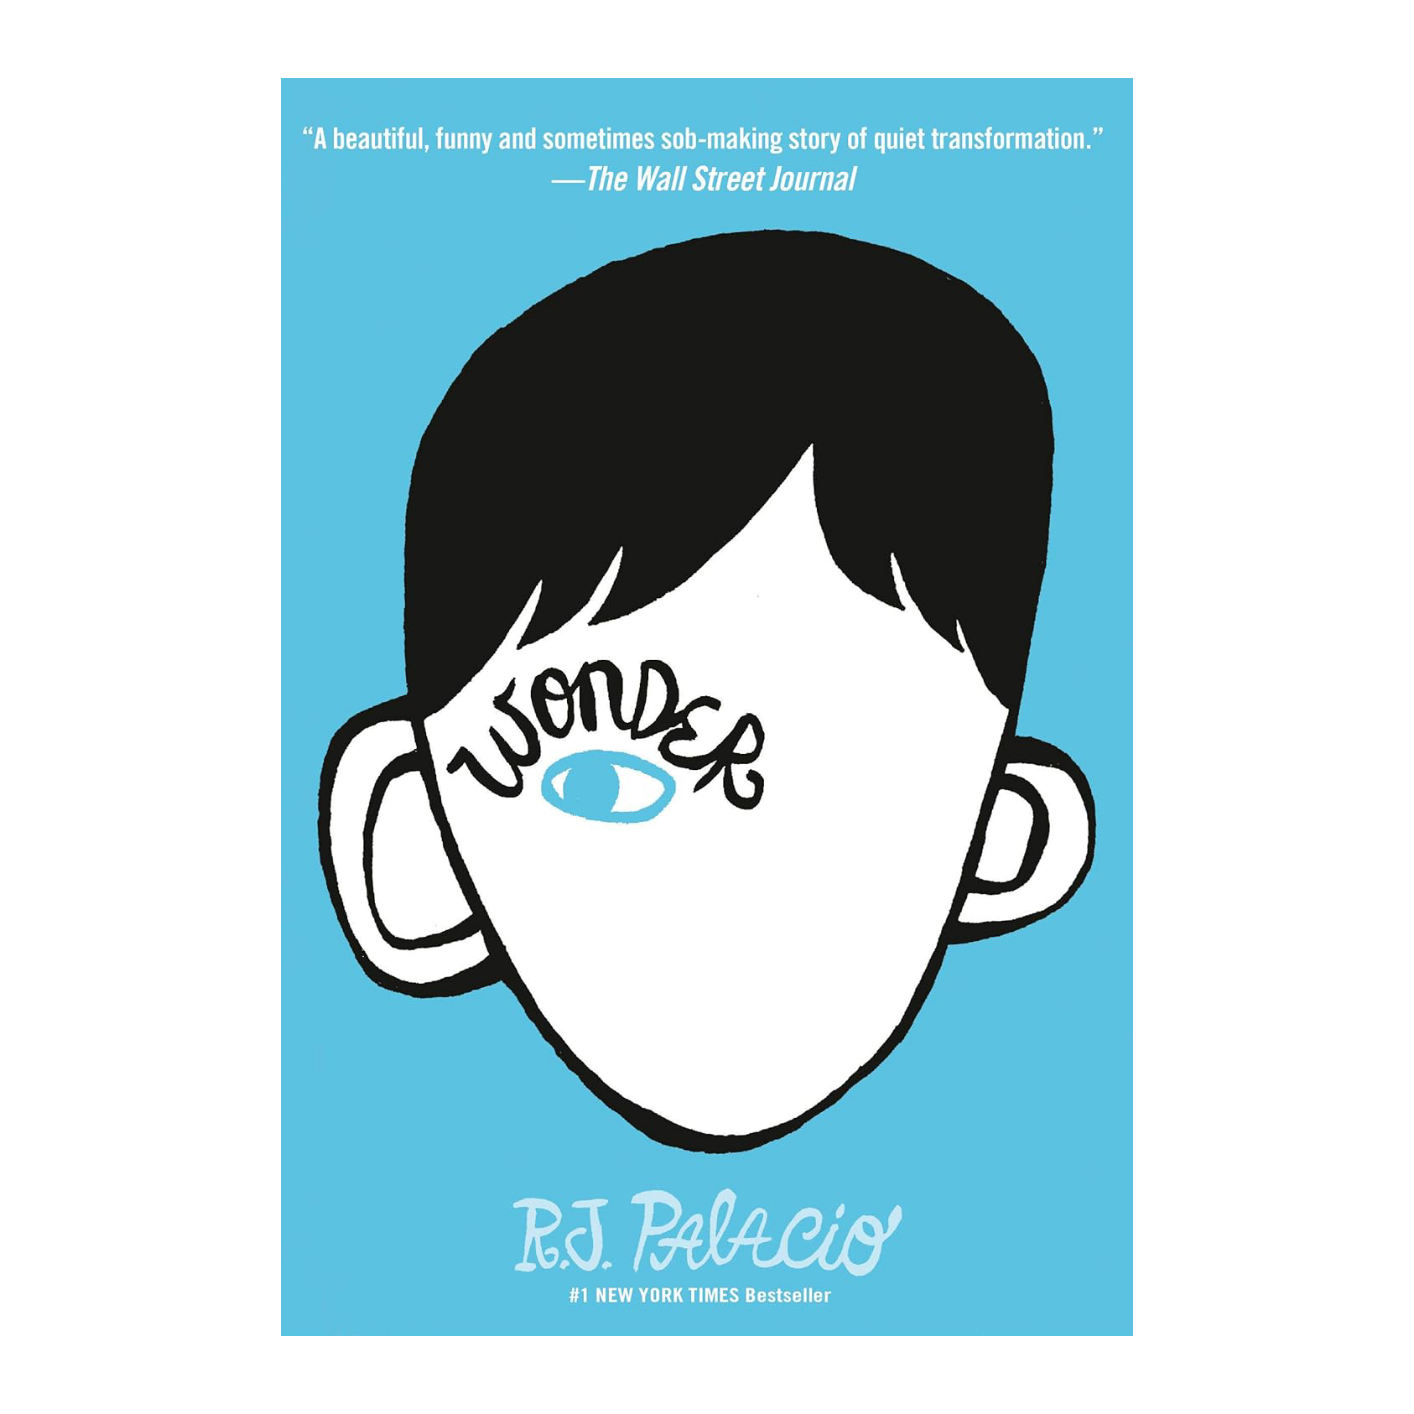 “A beautiful, funny and sometimes sob-making story of quiet transformation.”
—The Wall Street Journal
WONDER
R.J. PALACIO
#1 NEW YORK TIMES Bestseller